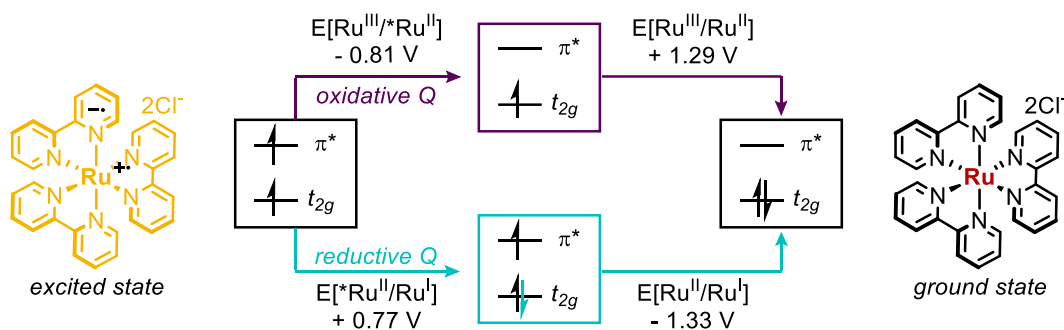 E[Ru^III/*Ru^II]
- 0.81 V
oxidative Q
π*
t2g
E[Ru^III/Ru^II]
+ 1.29 V
−·
N
N
N
N
N
N
Ru
+·
2Cl⁻
excited state
π*
t2g
π*
t2g
2Cl⁻
N
N
N
N
N
N
Ru
ground state
reductive Q
E[*Ru^II/Ru^I]
+ 0.77 V
π*
t2g
E[Ru^II/Ru^I]
- 1.33 V